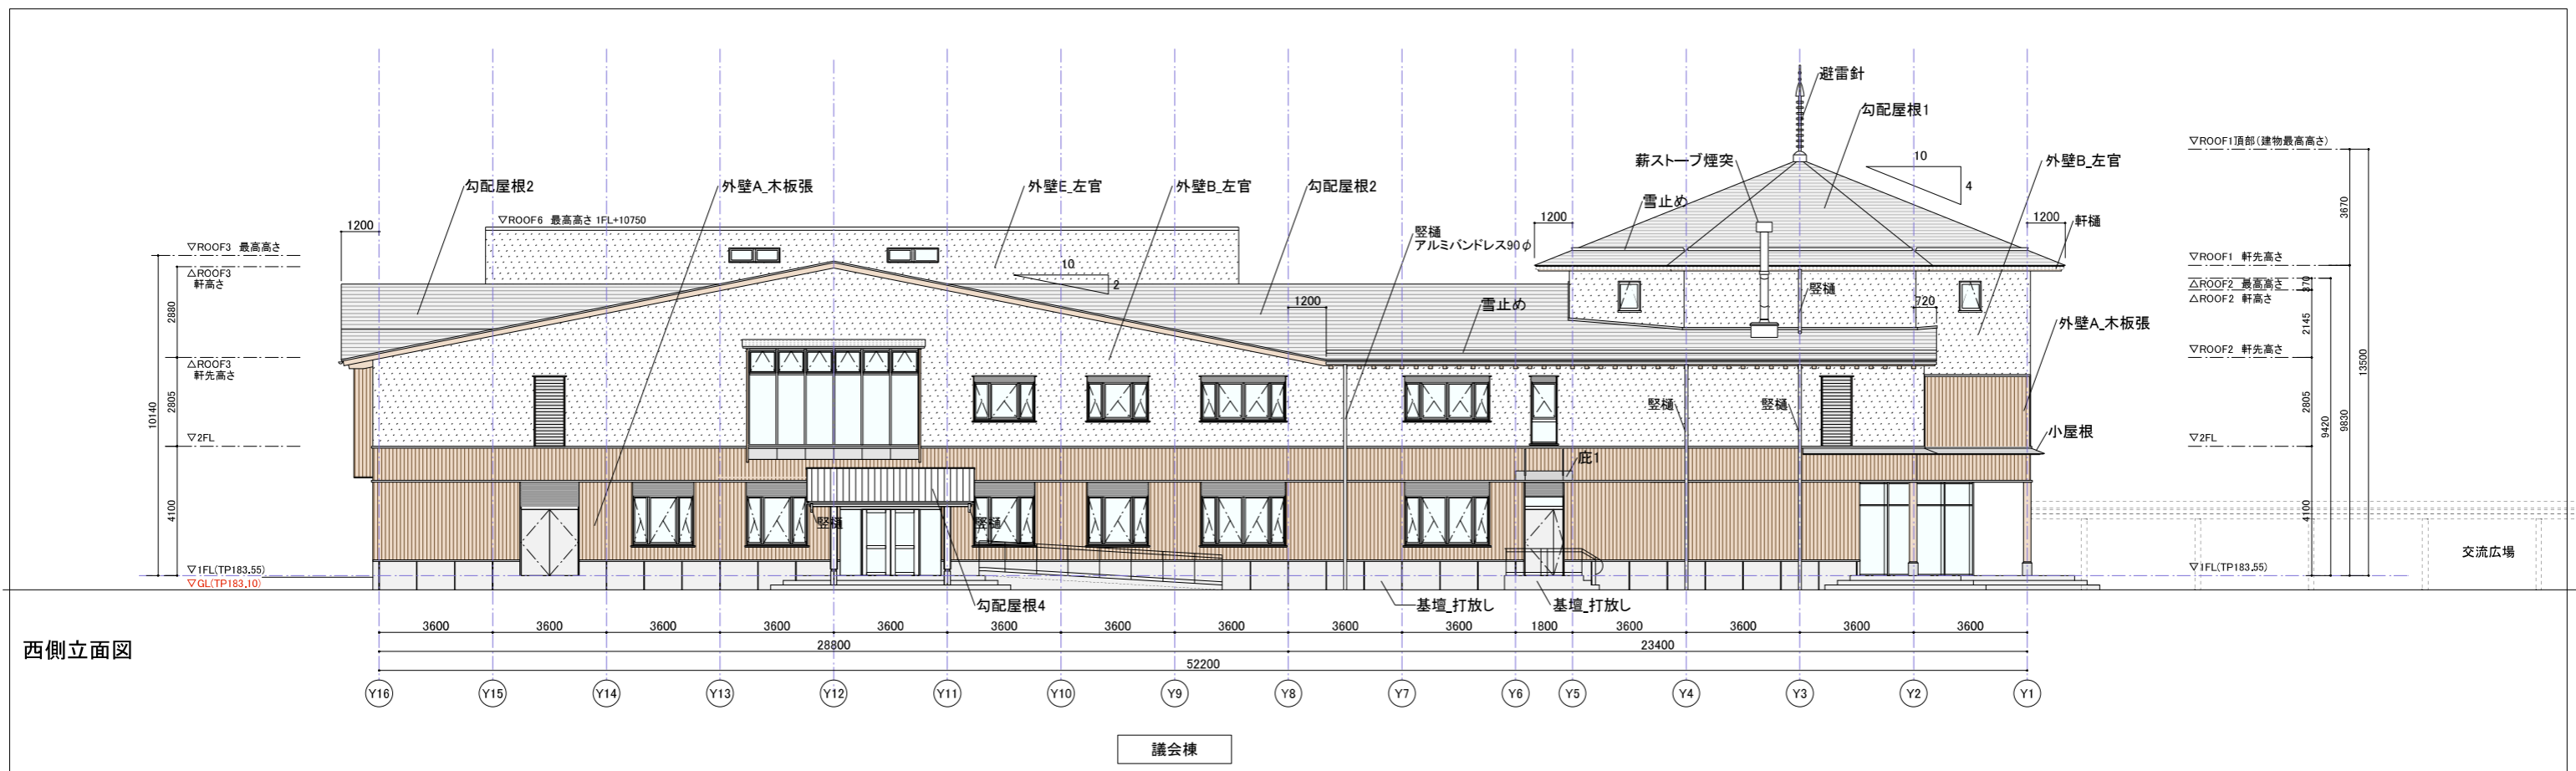 避雷針
勾配屋根1
薪ストーブ煙突
10
4
外壁B_左官
▽ROOF1頂部(建物最高高さ)
勾配屋根2
外壁A_木板張
外壁E_左官
外壁B_左官
勾配屋根2
雪止め
1200
▽ROOF6 最高高さ 1FL+10750
竪樋
アルミバンドレス90φ
1200
1200
軒樋
3670
▽ROOF3 最高高さ
△ROOF3
軒高さ
10
2
▽ROOF1 軒先高さ
△ROOF2 最高高さ
△ROOF2 軒高さ
370
2880
1200
雪止め
竪樋
720
外壁A_木板張
2145
13500
△ROOF3
軒先高さ
▽ROOF2 軒先高さ
10140
2805
竪樋
竪樋
2805
9420
9830
▽2FL
小屋根
▽2FL
庇1
4100
竪樋
竪樋
4100
交流広場
▽1FL(TP183.55)
▽GL(TP183.10)
▽1FL(TP183.55)
勾配屋根4
基壇_打放し
基壇_打放し
3600
3600
3600
3600
3600
3600
3600
3600
3600
3600
1800
3600
3600
3600
3600
西側立面図
28800
23400
52200
Y16
Y15
Y14
Y13
Y12
Y11
Y10
Y9
Y8
Y7
Y6
Y5
Y4
Y3
Y2
Y1
議会棟